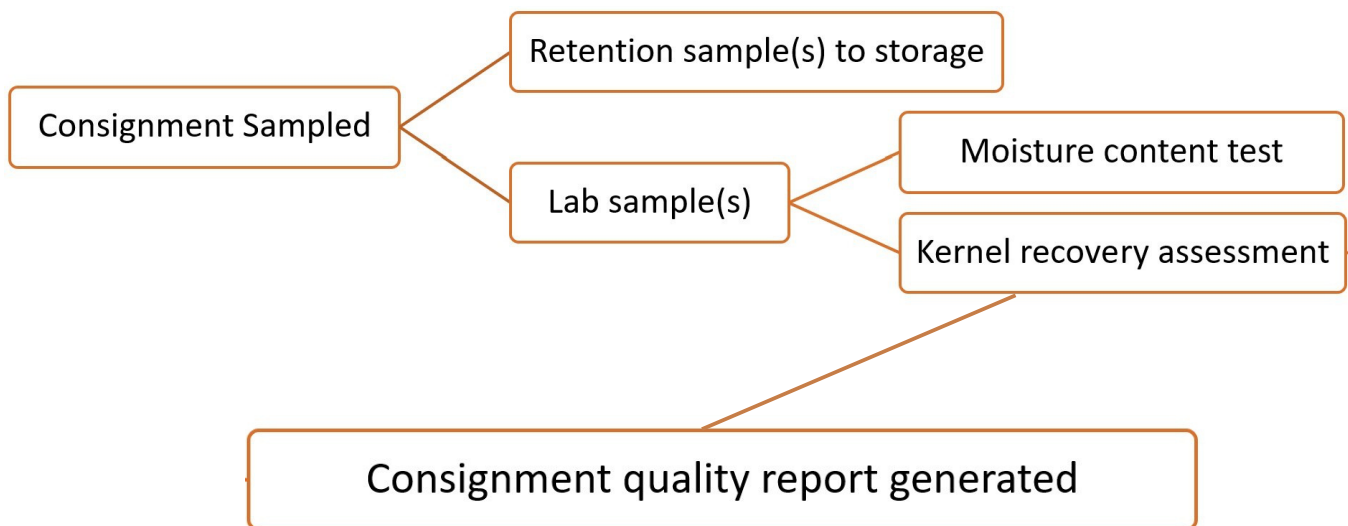 Retention sample(s) to storage
Consignment Sampled
Moisture content test
Lab sample(s)
Kernel recovery assessment
Consignment quality report generated